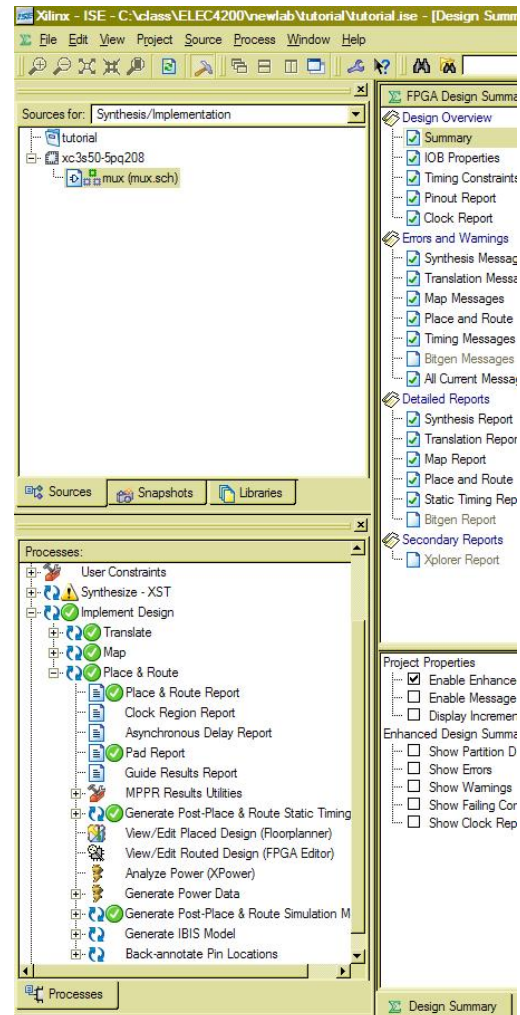 Xilinx - ISE - C:\class\ELEC4200\newlab\tutorial\tutorial.ise - [Design Summ
File Edit View Project Source Process Window Help
Sources for: Synthesis/Implementation
tutorial
xc3s50-5pq208
mux (mux.sch)
Sources Snapshots Libraries
Processes:
User Constraints
Synthesize - XST
Implement Design
Translate
Map
Place & Route
Place & Route Report
Clock Region Report
Asynchronous Delay Report
Pad Report
Guide Results Report
MPPR Results Utilities
Generate Post-Place & Route Static Timing
View/Edit Placed Design (Floorplanner)
View/Edit Routed Design (FPGA Editor)
Analyze Power (XPower)
Generate Power Data
Generate Post-Place & Route Simulation M
Generate IBIS Model
Back-annotate Pin Locations
Processes
FPGA Design Summa
Design Overview
Summary
IOB Properties
Timing Constraints
Pinout Report
Clock Report
Errors and Warnings
Synthesis Messag
Translation Messa
Map Messages
Place and Route
Timing Messages
Bitgen Messages
All Current Messag
Detailed Reports
Synthesis Report
Translation Repor
Map Report
Place and Route
Static Timing Rep
Bitgen Report
Secondary Reports
Xplorer Report
Project Properties
Enable Enhance
Enable Message
Display Incremen
Enhanced Design Summa
Show Partition D
Show Errors
Show Warnings
Show Failing Con
Show Clock Rep
Design Summary